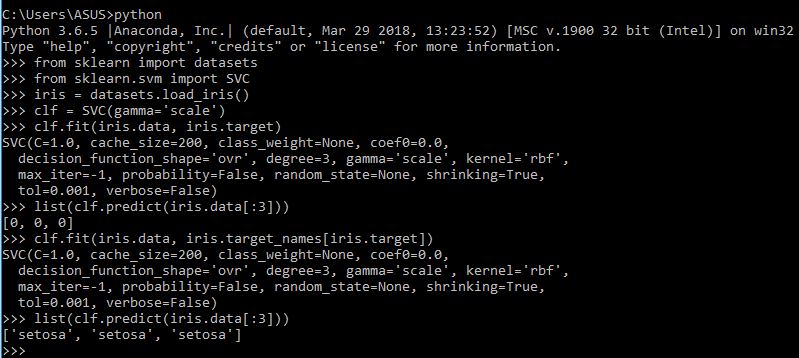 C:\Users\ASUS>python
Python 3.6.5 |Anaconda, Inc.| (default, Mar 29 2018, 13:23:52) [MSC v.1900 32 bit (Intel)] on win32
Type "help", "copyright", "credits" or "license" for more information.
>>> from sklearn import datasets
>>> from sklearn.svm import SVC
>>> iris = datasets.load_iris()
>>> clf = SVC(gamma='scale')
>>> clf.fit(iris.data, iris.target)
SVC(C=1.0, cache_size=200, class_weight=None, coef0=0.0,
  decision_function_shape='ovr', degree=3, gamma='scale', kernel='rbf',
  max_iter=-1, probability=False, random_state=None, shrinking=True,
  tol=0.001, verbose=False)
>>> list(clf.predict(iris.data[:3]))
[0, 0, 0]
>>> clf.fit(iris.data, iris.target_names[iris.target])
SVC(C=1.0, cache_size=200, class_weight=None, coef0=0.0,
  decision_function_shape='ovr', degree=3, gamma='scale', kernel='rbf',
  max_iter=-1, probability=False, random_state=None, shrinking=True,
  tol=0.001, verbose=False)
>>> list(clf.predict(iris.data[:3]))
['setosa', 'setosa', 'setosa']
>>>